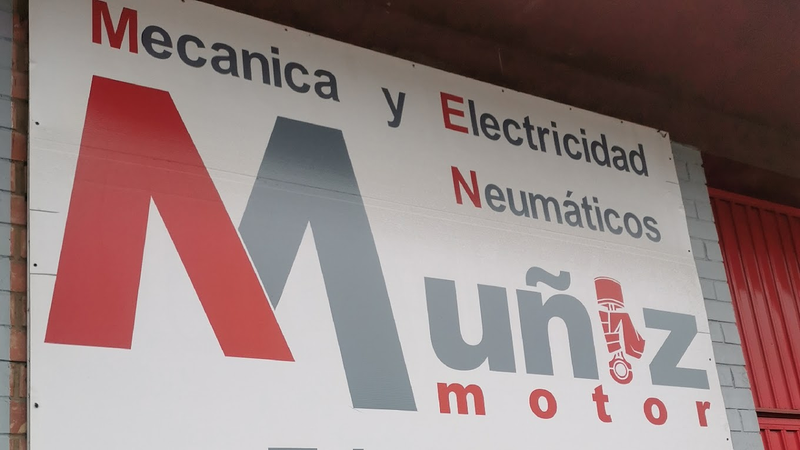 Mecanica y Electricidad
Neumáticos
Muñiz
motor